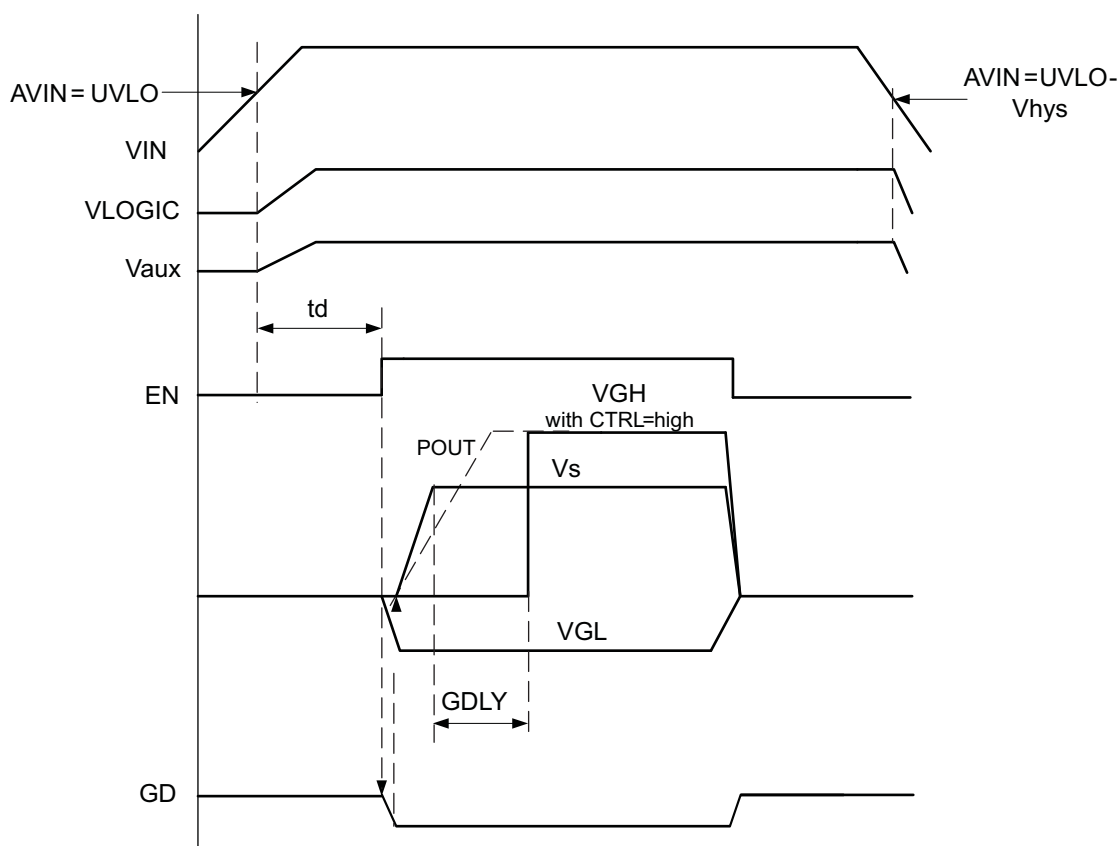 AVIN = UVLO
AVIN =UVLO-
Vhys
VIN
VLOGIC
Vaux
td
EN
VGH
with CTRL=high
POUT
Vs
VGL
GDLY
GD